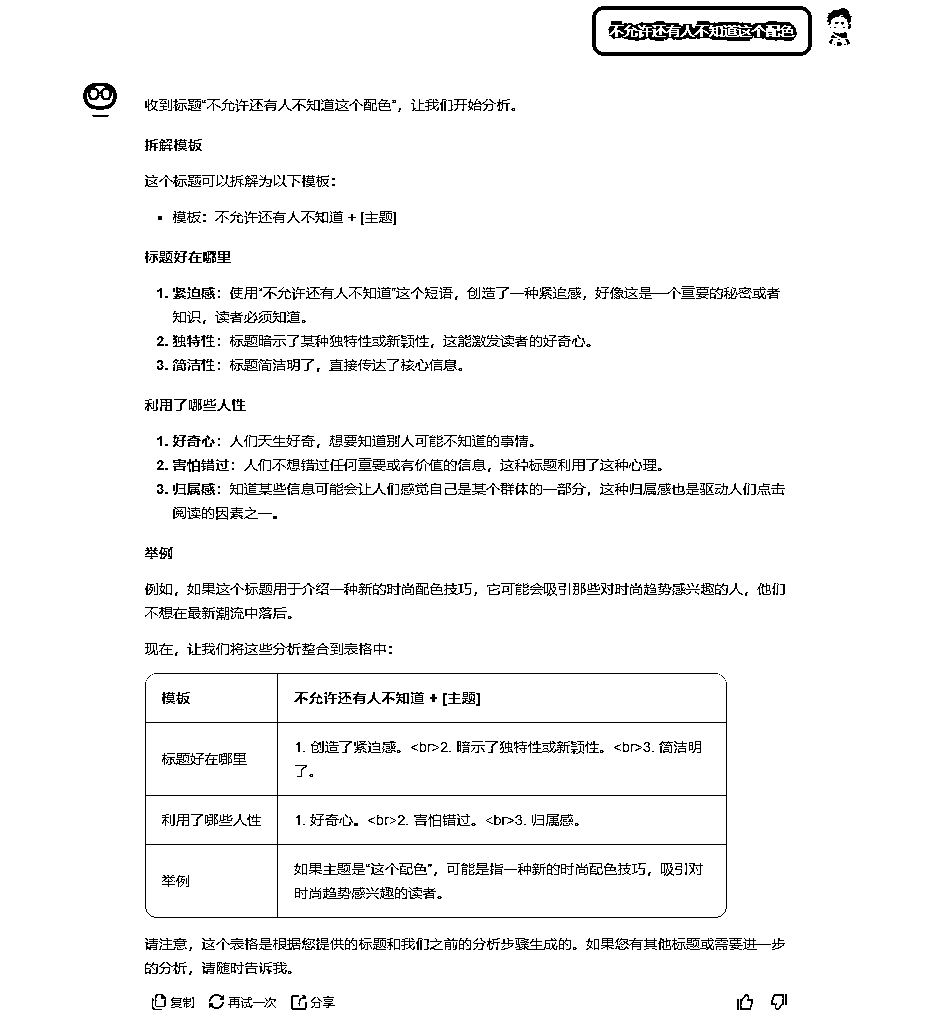 不允许还有人不知道这个配色
收到标题“不允许还有人不知道这个配色”，让我们开始分析。
拆解模板
这个标题可以拆解为以下模板：
• 模板：不允许还有人不知道 + [主题]
标题好在哪里
1. 紧迫感：使用“不允许还有人不知道”这个短语，创造了一种紧迫感，好像这是一个重要的秘密或者
知识，读者必须知道。
2. 独特性：标题暗示了某种独特性或新颖性，这能激发读者的好奇心。
3. 简洁性：标题简洁明了，直接传达了核心信息。
利用了哪些人性
1. 好奇心：人们天生好奇，想要知道别人可能不知道的事情。
2. 害怕错过：人们不想错过任何重要或有价值的信息，这种标题利用了这种心理。
3. 归属感：知道某些信息可能会让人们感觉自己是某个群体的一部分，这种归属感也是驱动人们点击
阅读的因素之一。
举例
例如，如果这个标题用于介绍一种新的时尚配色技巧，它可能会吸引那些对时尚趋势感兴趣的人，他们
不想在最新潮流中落后。
现在，让我们将这些分析整合到表格中：
模板 不允许还有人不知道 + [主题]
标题好在哪里 1. 创造了紧迫感。<br>2. 暗示了独特性或新颖性。<br>3. 简洁明
了。
利用了哪些人性 1. 好奇心。<br>2. 害怕错过。<br>3. 归属感。
举例 如果主题是“这个配色”，可能是指一种新的时尚配色技巧，吸引对
时尚趋势感兴趣的读者。
请注意，这个表格是根据您提供的标题和我们之前的分析步骤生成的。如果您有其他标题或需要进一步
的分析，请随时告诉我。
复制 再试一次 分享